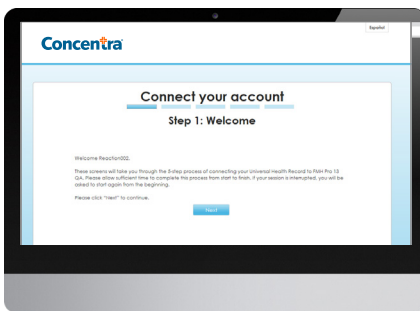 Español
Concentra
Connect your account
Step 1: Welcome
Welcome Reaction002,
These screens will take you through the 5-step process of connecting your Universal Health Record to FMH Pro 13
QA. Please allow sufficient time to complete this process from start to finish. If your session is interrupted, you will be
asked to start again from the beginning.
Please click "Next" to continue.
Next